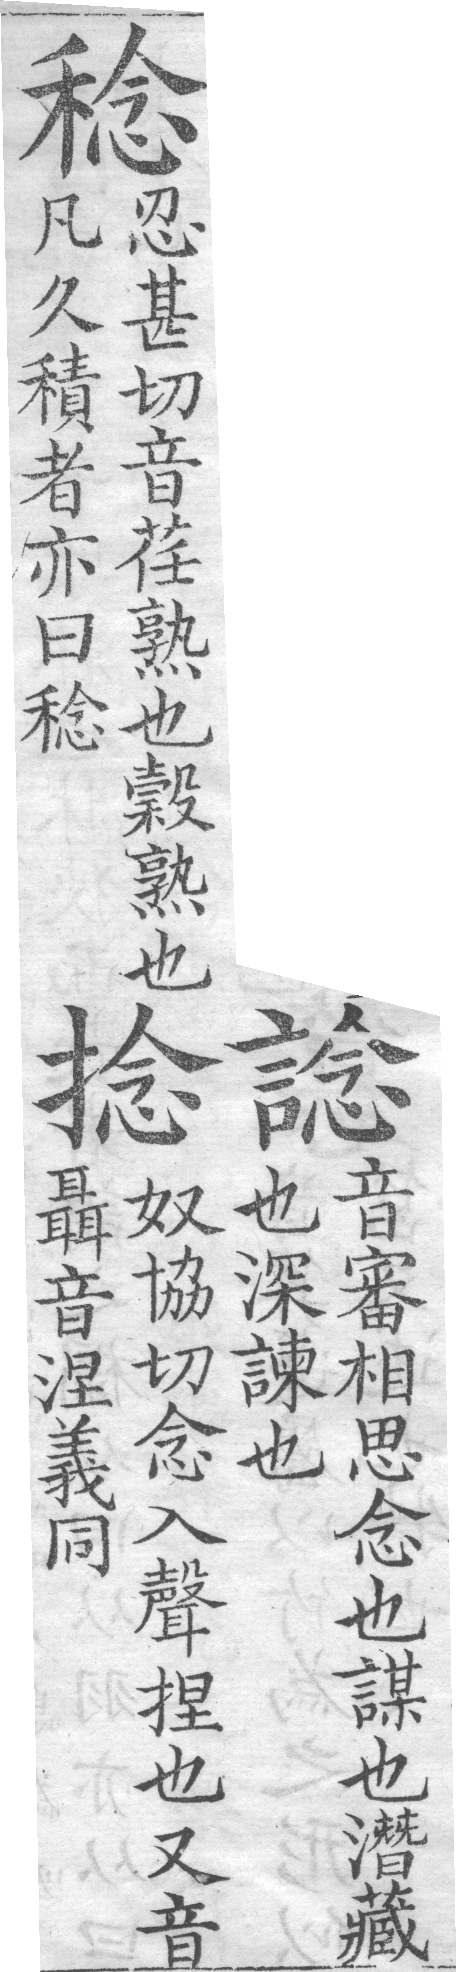 諗
音審相思念也謀也潛藏
也深諫也
稔
忍甚切音荏熟也穀熟也
凡久積者亦曰稔
捻
奴協切念入聲捏也又音
聶音涅義同